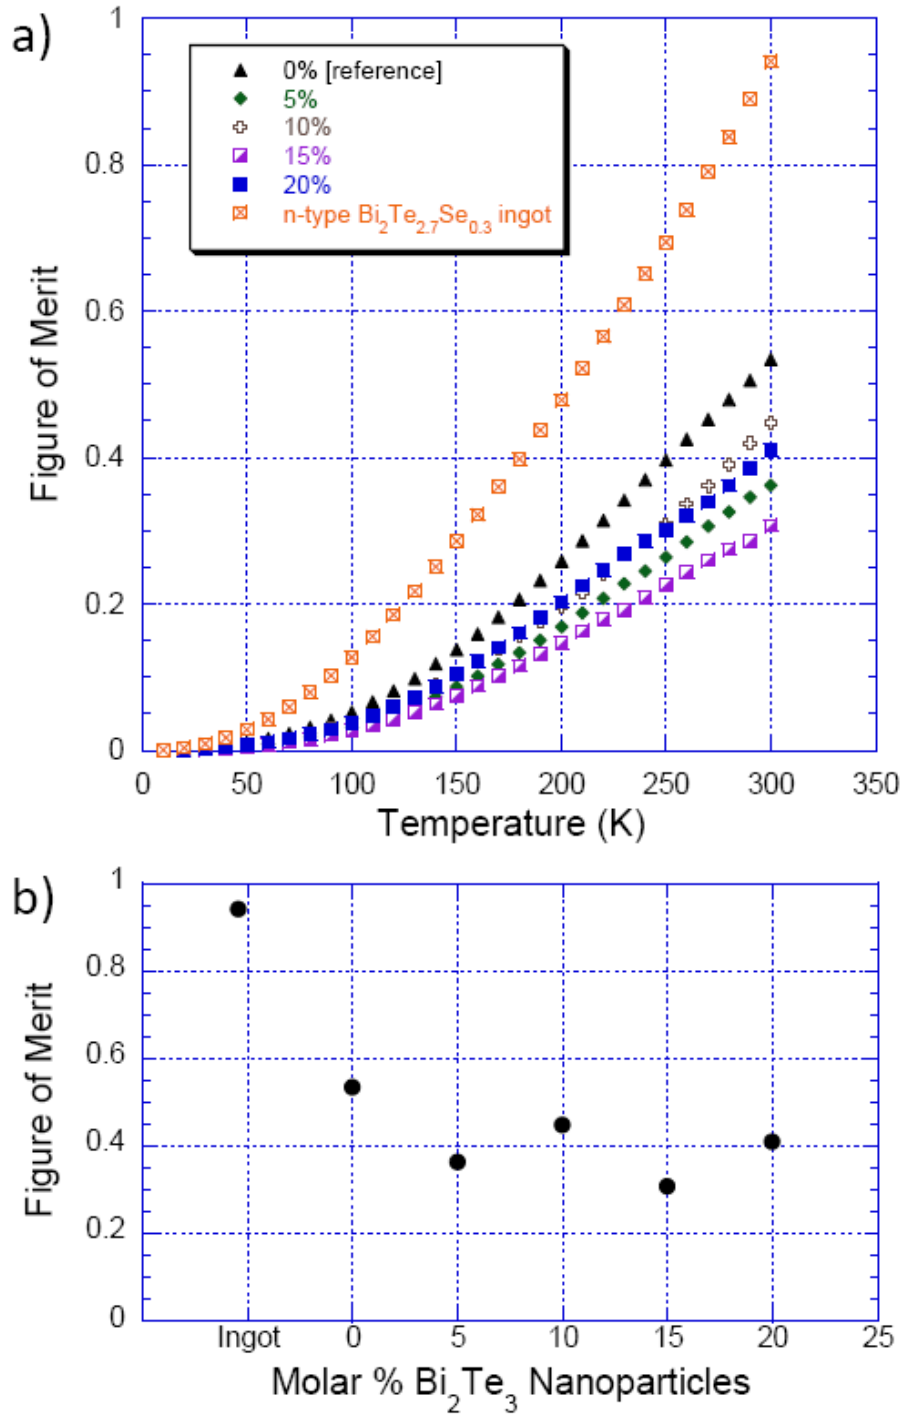 a)
1
0.8
0.6
0.4
0.2
0
Figure of Merit
0% [reference]
5%
10%
15%
20%
n-type Bi₂Te₂.₇Se₀.₃ ingot
0 50 100 150 200 250 300 350
Temperature (K)
b)
1
0.8
0.6
0.4
0.2
0
Figure of Merit
Ingot 0 5 10 15 20 25
Molar % Bi₂Te₃ Nanoparticles